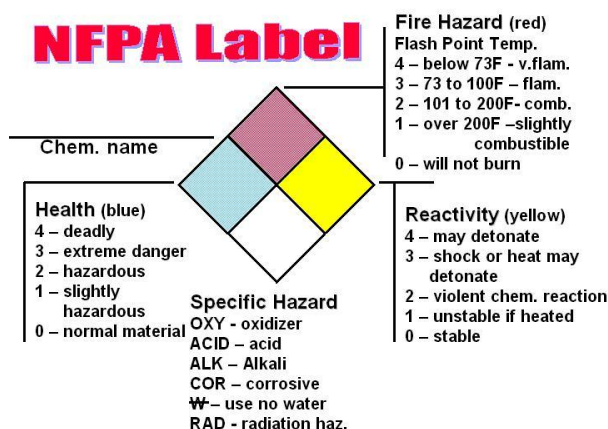 NFPA Label
Chem. name
Fire Hazard (red)
Flash Point Temp.
4 – below 73F - v.flam.
3 – 73 to 100F – flam.
2 – 101 to 200F- comb.
1 – over 200F –slightly
combustible
0 – will not burn
Health (blue)
4 – deadly
3 – extreme danger
2 – hazardous
1 – slightly
hazardous
0 – normal material
Reactivity (yellow)
4 – may detonate
3 – shock or heat may
detonate
2 – violent chem. reaction
1 – unstable if heated
0 – stable
Specific Hazard
OXY - oxidizer
ACID – acid
ALK – Alkali
COR – corrosive
W – use no water
RAD - radiation haz.